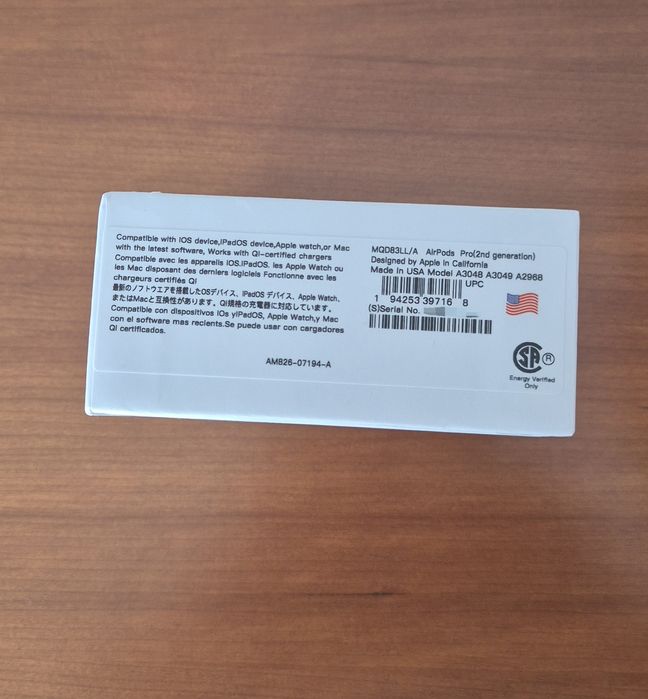 Compatible with iOS device,iPadOS device,Apple watch,or Mac
with the latest software, Works with QI-certified chargers
Compatible avec les appareils iOS.iPadOS. les Apple Watch ou
les Mac disposant des derniers logiciels Fonctionne avec les
chargeurs certifiés QI
最新のノフトウエアを搭載したOSデバイス、iPadOS デバイス、Apple Watch、
またはMacと互換性があります。QI規格の充電器に対応しています。
Compatible con dispositivos iOs yiPadOS, Apple Watch,y Mac
con el software mas recients.Se puede usar con cargadores
QI certificados.
AM826-07194-A
MQD83LL/A AirPods Pro(2nd generation)
Designed by Apple in California
Made In USA Model A3048 A3049 A2968
UPC
1 94253 39716 8
(S)Serial No.
SA ®
Energy Verified
Only